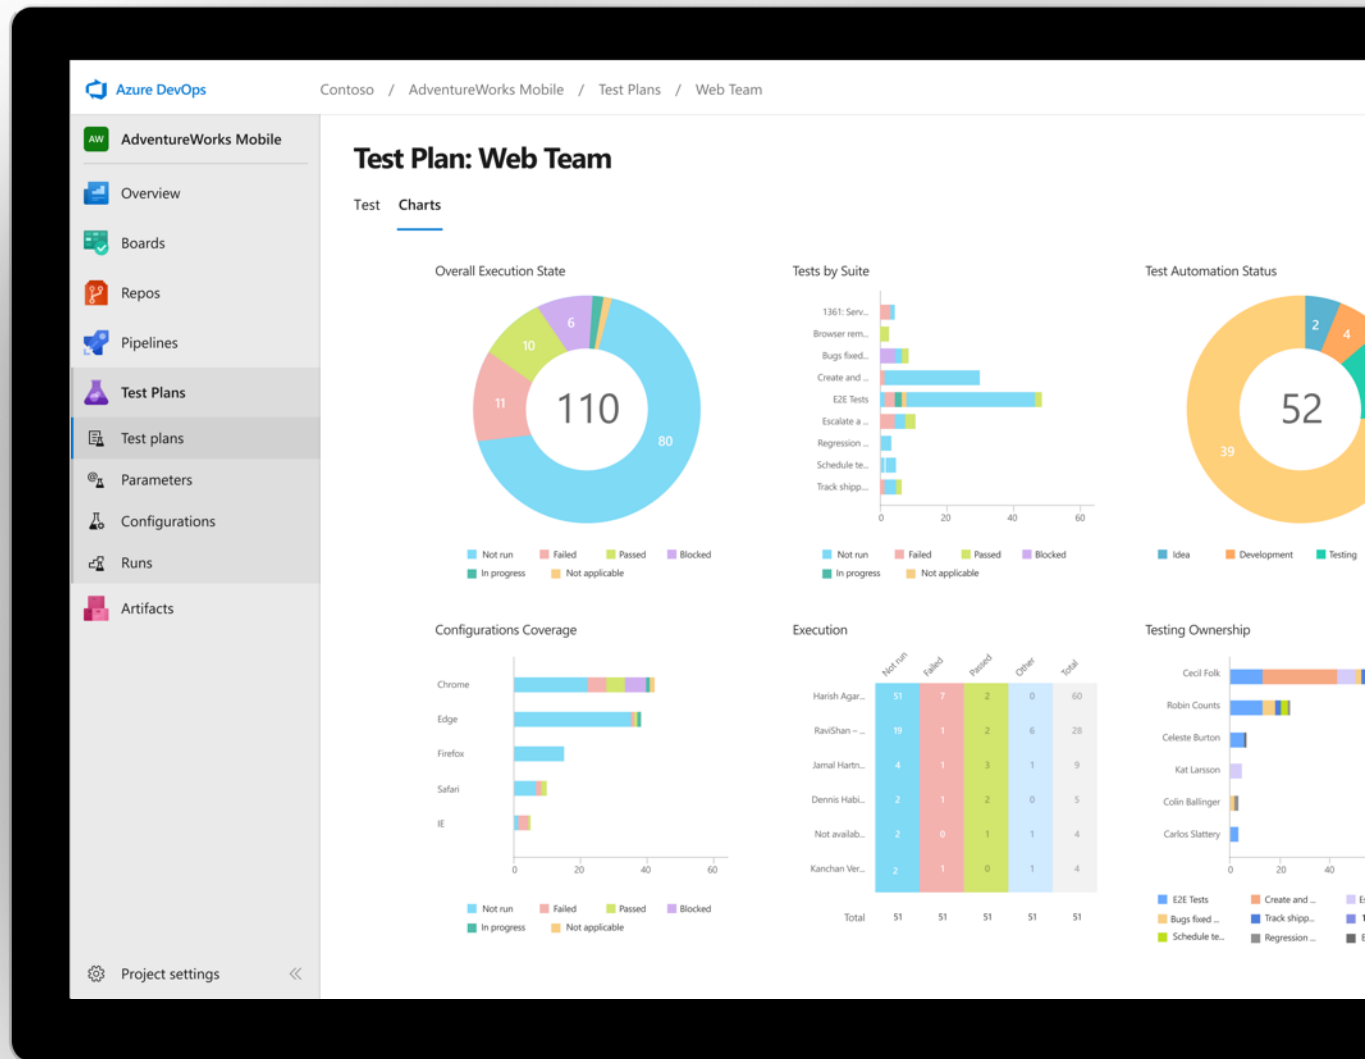 Azure DevOps
Contoso / AdventureWorks Mobile / Test Plans / Web Team
AW AdventureWorks Mobile
Overview
Boards
Repos
Pipelines
Test Plans
Test plans
Parameters
Configurations
Runs
Artifacts
Project settings
Test Plan: Web Team
Test Charts
Overall Execution State
6
10
11
110
80
Not run Failed Passed Blocked
In progress Not applicable
Tests by Suite
1361: Serv...
Browser rem...
Bugs fixed...
Create and ...
E2E Tests
Escalate a ...
Regression ...
Schedule te...
Track shipp...
0 20 40 60
Not run Failed Passed Blocked
In progress Not applicable
Test Automation Status
2
4
52
39
Idea Development Testing
Configurations Coverage
Chrome
Edge
Firefox
Safari
IE
0 20 40 60
Not run Failed Passed Blocked
In progress Not applicable
Execution
Not run Failed Passed Other Total
Harish Agar... 51 7 2 0 60
RaviShan – ... 19 1 2 6 28
Jamal Hartn... 4 1 3 1 9
Dennis Habi... 2 1 2 0 5
Not availab... 2 0 1 1 4
Kanchan Ver... 2 1 0 1 4
Total 51 51 51 51 51
Testing Ownership
Cecil Folk
Robin Counts
Celeste Burton
Kat Larsson
Colin Ballinger
Carlos Slattery
0 20 40
E2E Tests Create and ...
Bugs fixed ... Track shipp...
Schedule te... Regression ...